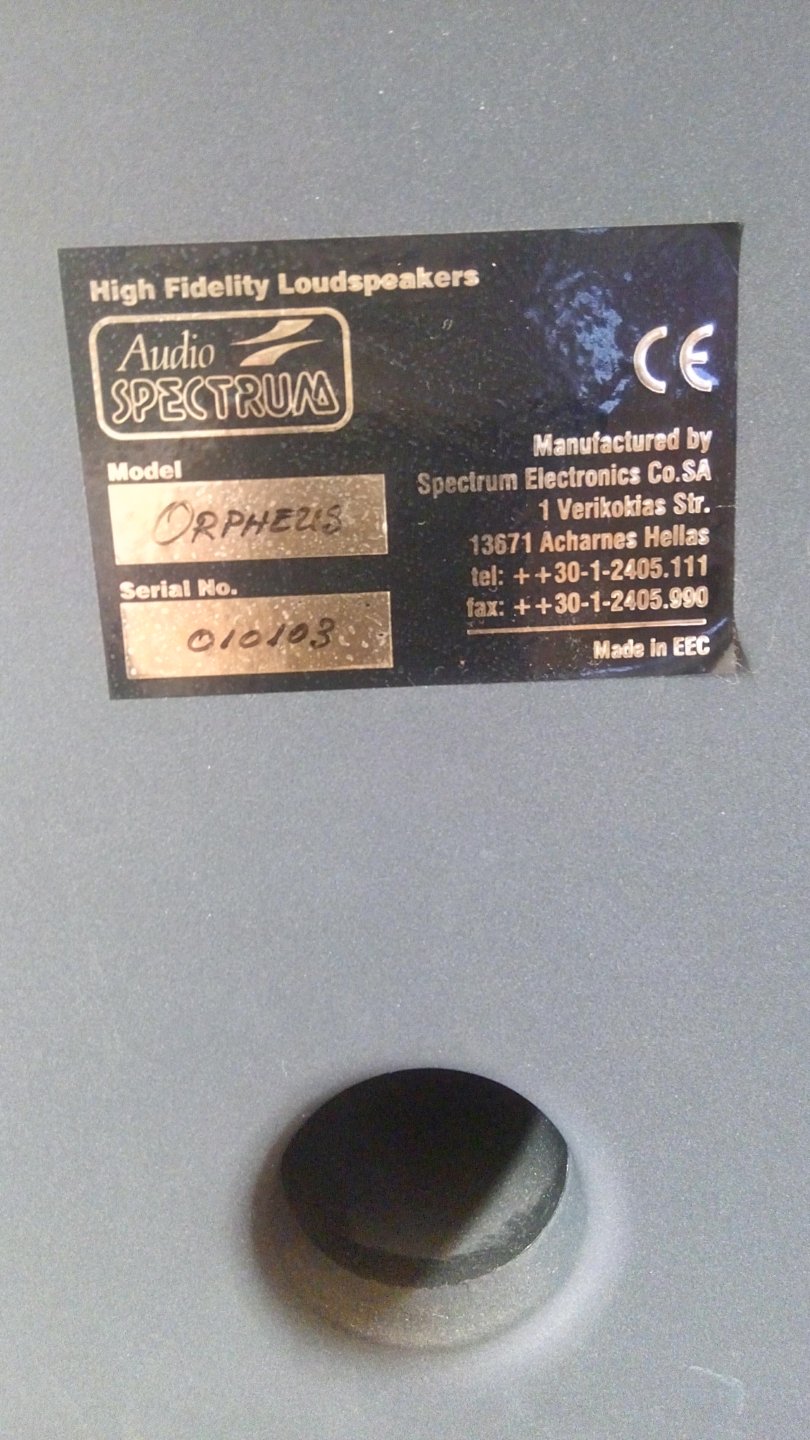 High Fidelity Loudspeakers
Audio
SPECTRUM
CE
Model
ORPHEUS
Serial No.
010103
Manufactured by
Spectrum Electronics Co.SA
1 Verikokias Str.
13671 Acharnes Hellas
tel: ++30-1-2405.111
fax: ++30-1-2405.990
Made in EEC